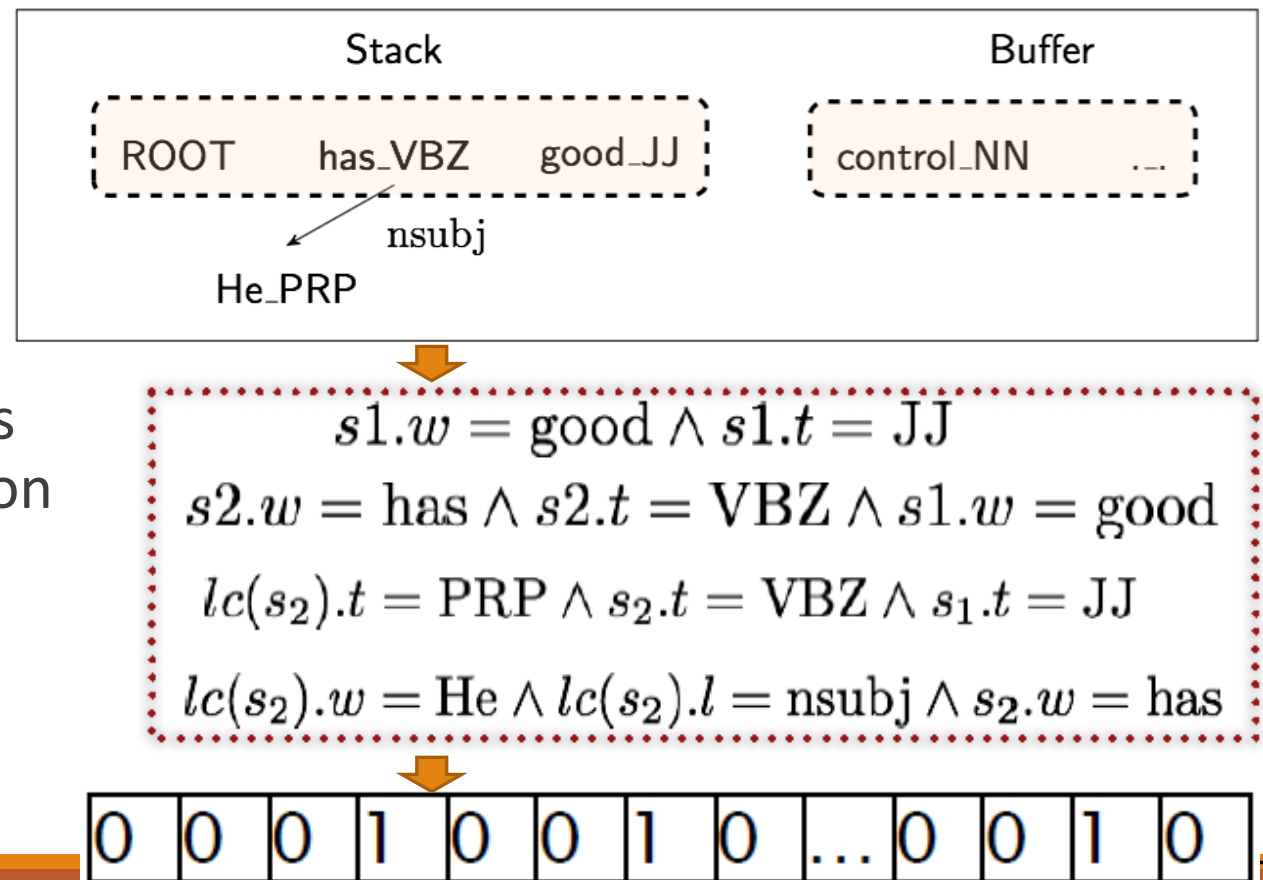 Stack Buffer
ROOT has_VBZ good_JJ control_NN ._.
nsubj
He_PRP
s1.w = good ∧ s1.t = JJ
s2.w = has ∧ s2.t = VBZ ∧ s1.w = good
lc(s₂).t = PRP ∧ s₂.t = VBZ ∧ s₁.t = JJ
lc(s₂).w = He ∧ lc(s₂).l = nsubj ∧ s₂.w = has
0 0 0 1 0 0 1 0 ... 0 0 1 0